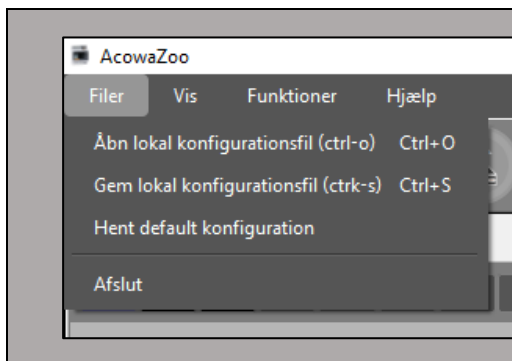 AcowaZoo
Filer Vis Funktioner Hjælp
Åbn lokal konfigurationsfil (ctrl-o) Ctrl+O
Gem lokal konfigurationsfil (ctrk-s) Ctrl+S
Hent default konfiguration
Afslut